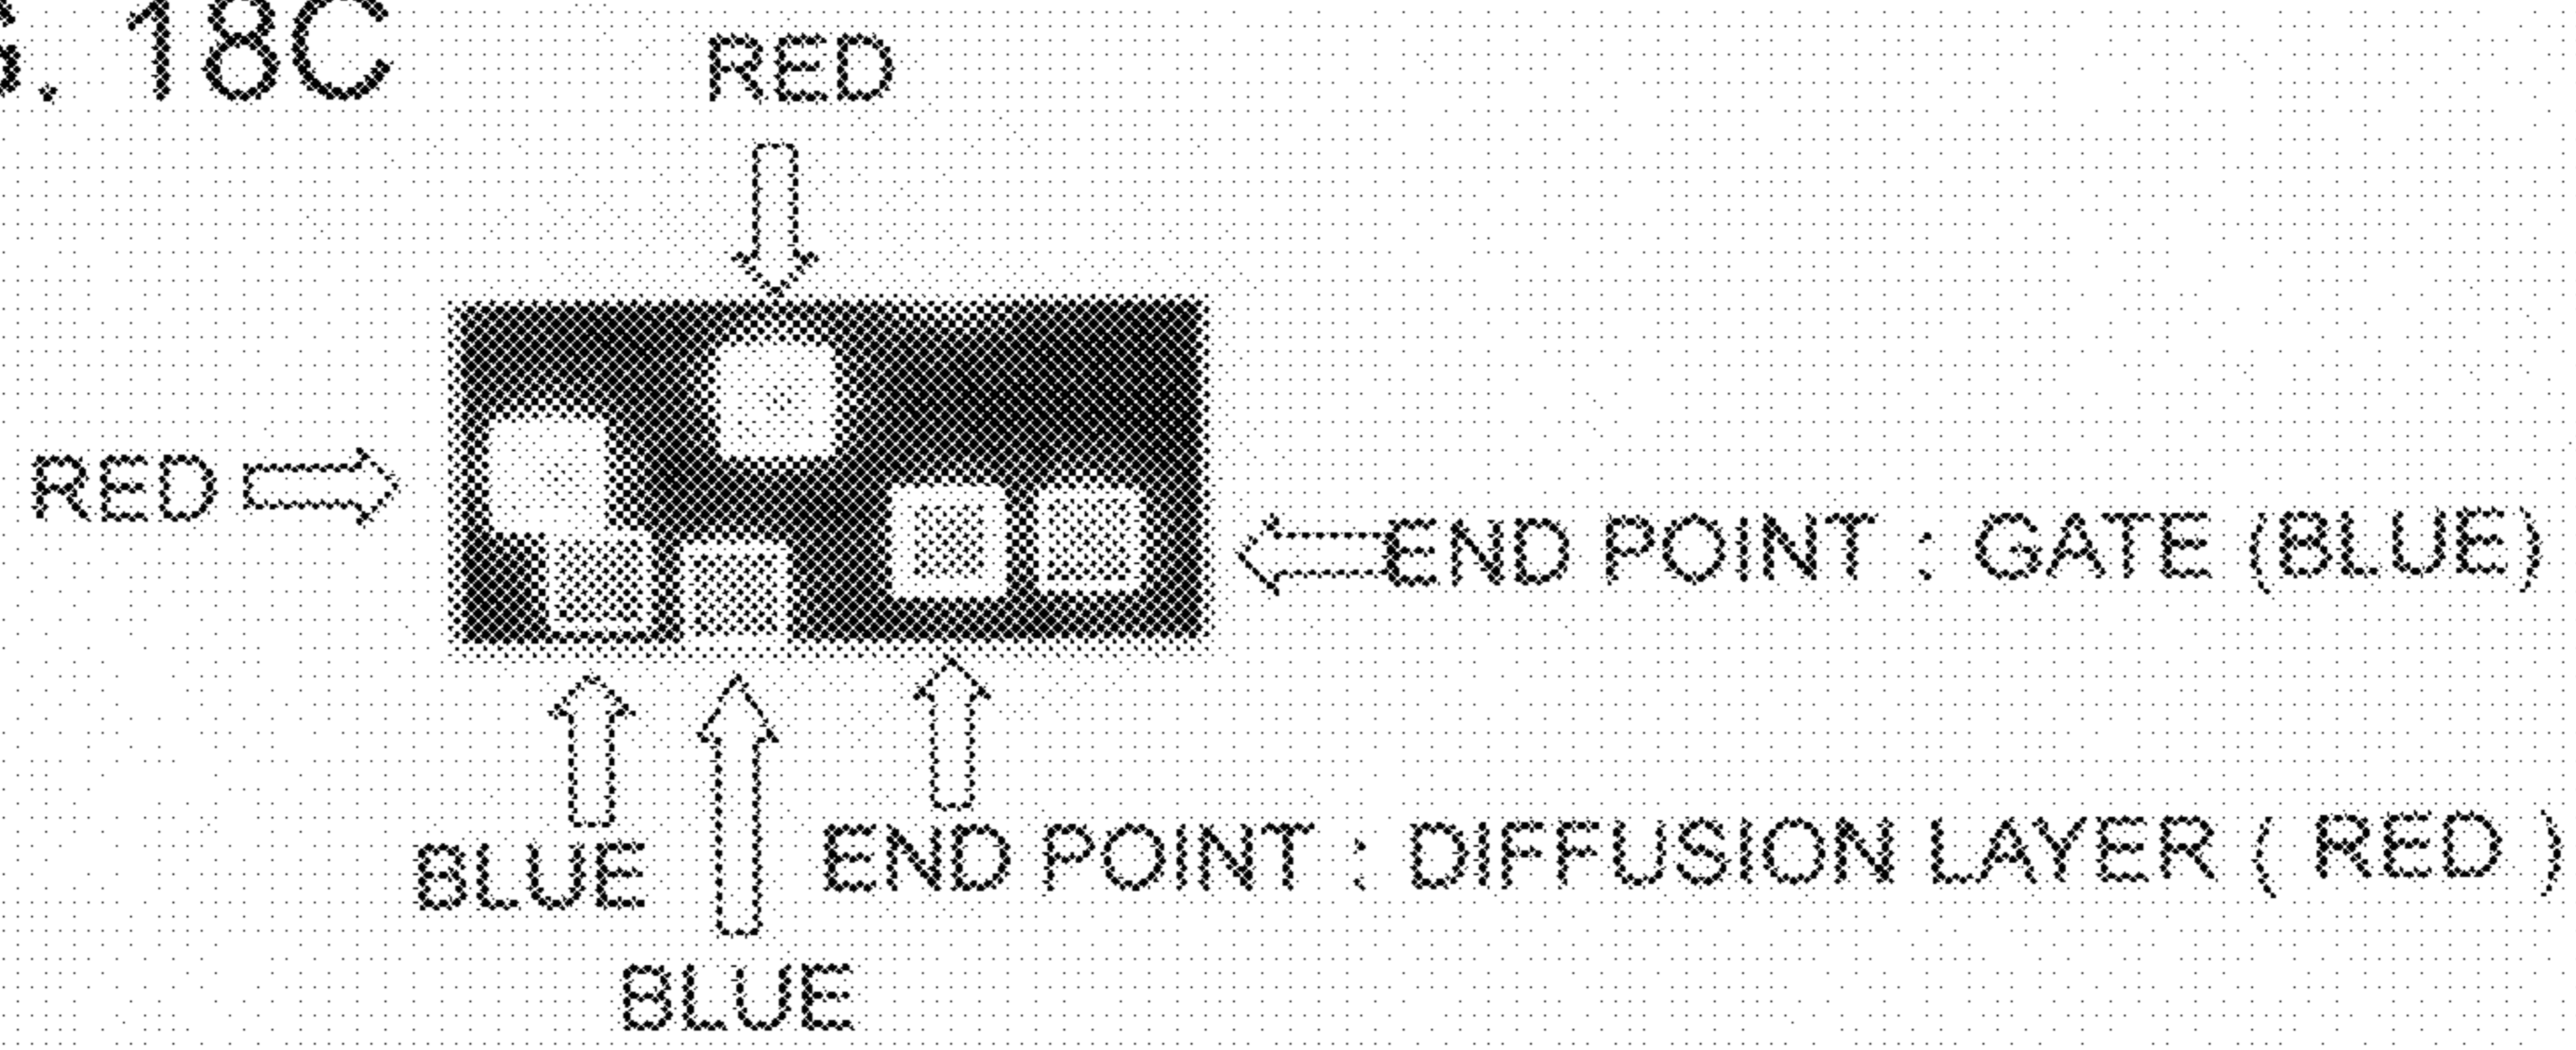 . 18C
RED
RED
END POINT : GATE (BLUE)
BLUE
END POINT : DIFFUSION LAYER ( RED )
BLUE